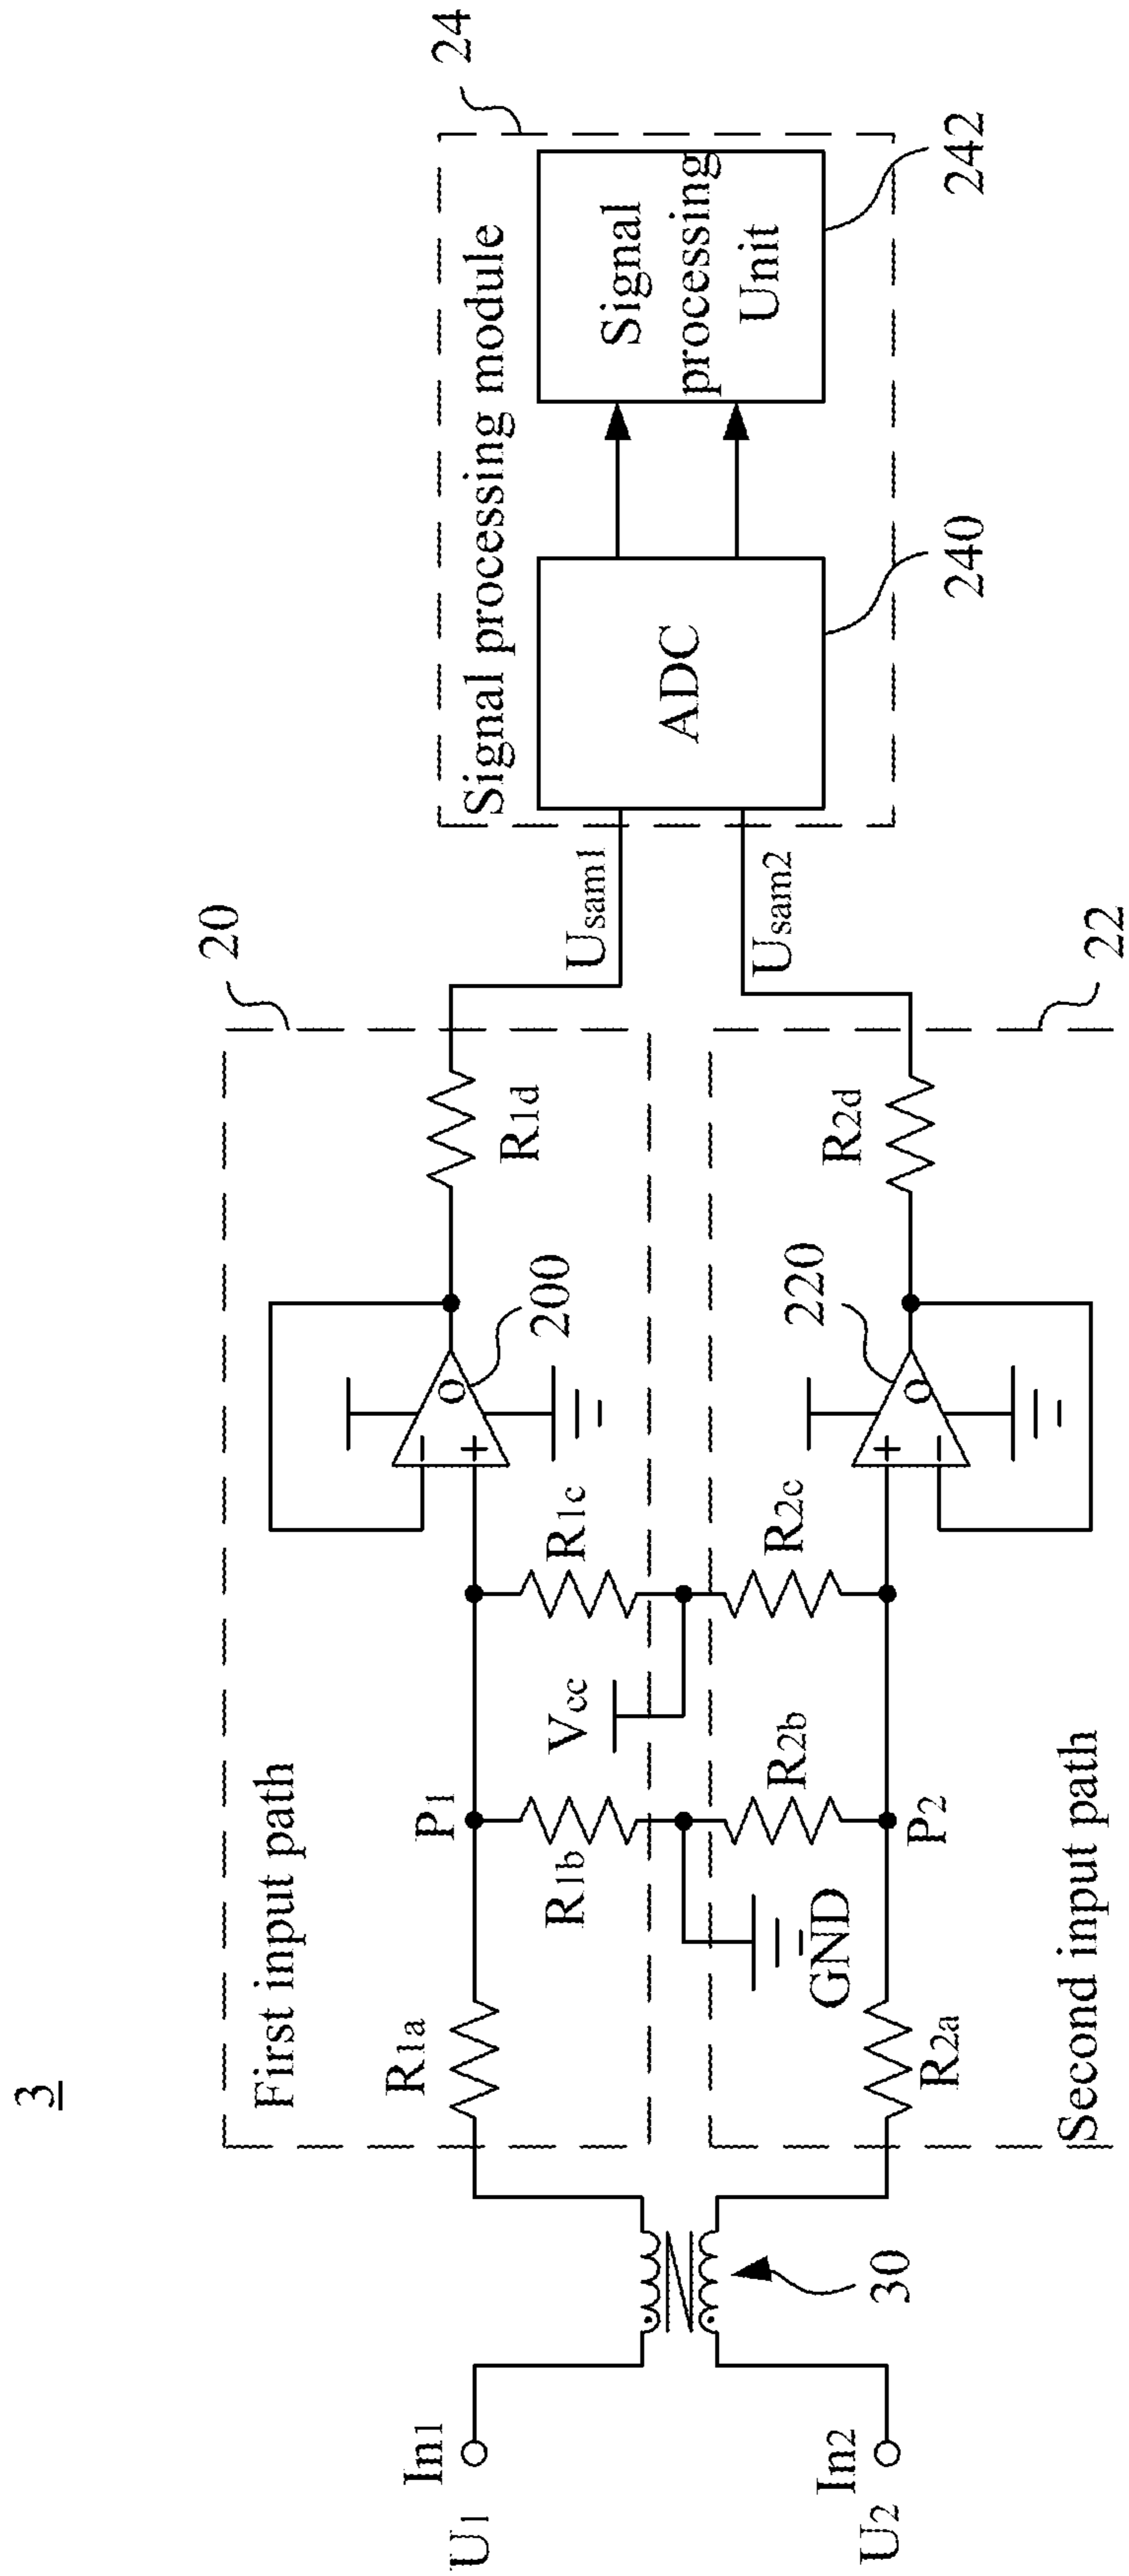 3
First input path
20
In1
U1
R1a
P1
R1b
Vcc
R1c
-
+
O
200
R1d
Usam1
30
GND
In2
U2
R2a
P2
R2b
R2c
+
-
O
220
R2d
Usam2
Second input path
22
Signal processing module
24
ADC
240
Signal
processing
Unit
242